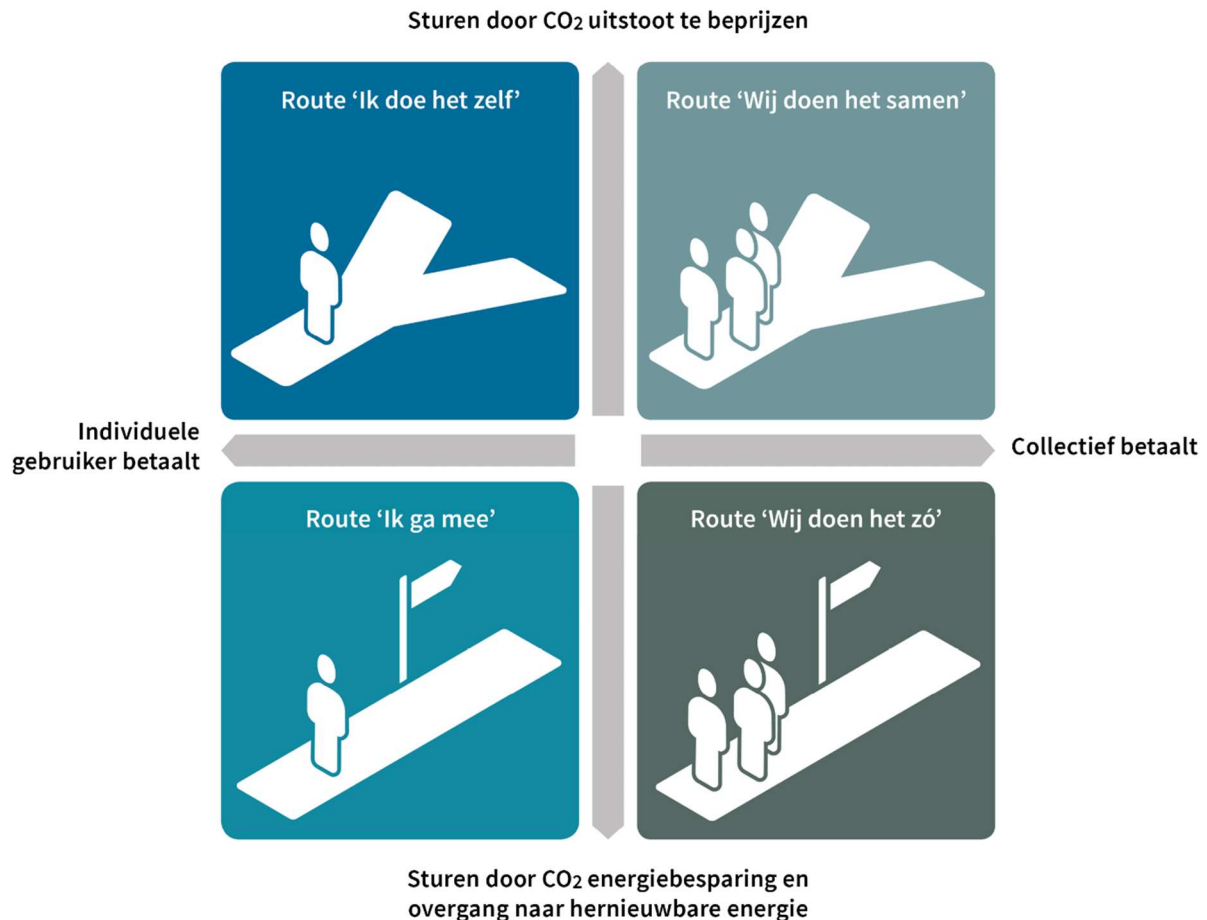 Sturen door CO₂ uitstoot te beprijzen
Route ‘Ik doe het zelf’
Route ‘Wij doen het samen’
Individuele
gebruiker betaalt
Collectief betaalt
Route ‘Ik ga mee’
Route ‘Wij doen het zó’
Sturen door CO₂ energiebesparing en
overgang naar hernieuwbare energie